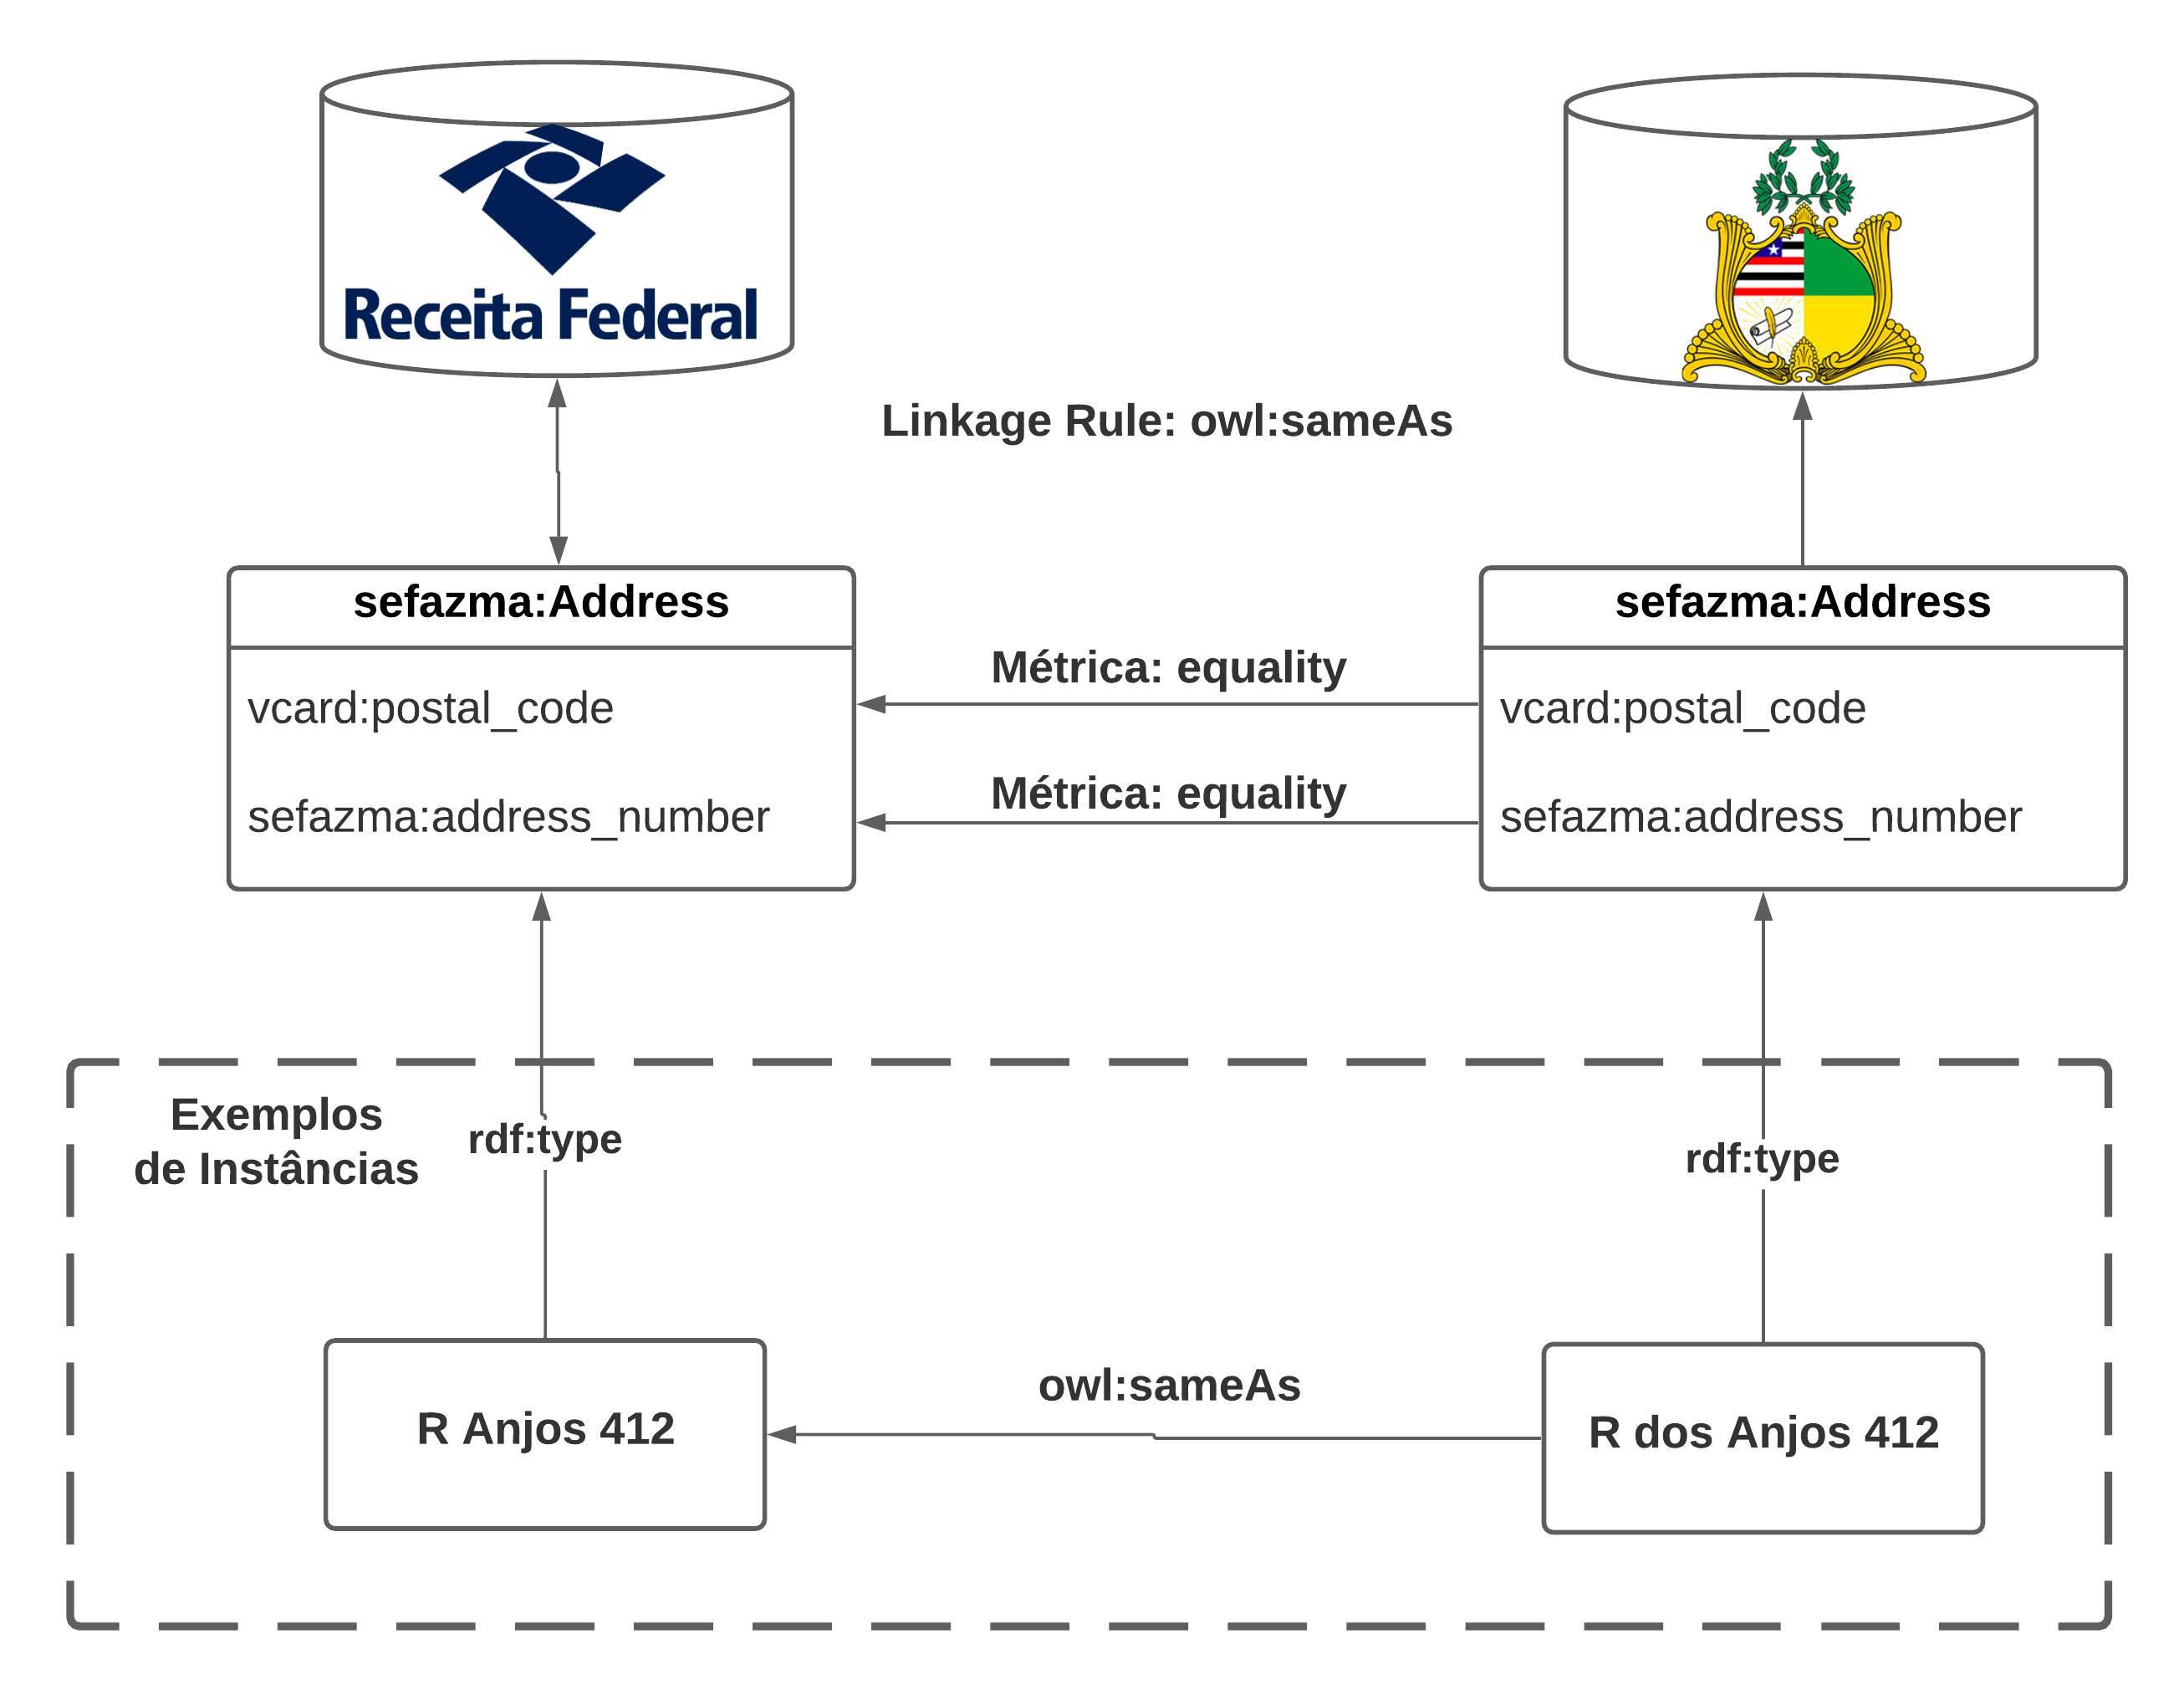 Receita Federal
Linkage Rule: owl:sameAs
sefazma:Address
vcard:postal_code
sefazma:address_number
Métrica: equality
Métrica: equality
sefazma:Address
vcard:postal_code
sefazma:address_number
Exemplos
de Instâncias
rdf:type
rdf:type
R Anjos 412
owl:sameAs
R dos Anjos 412